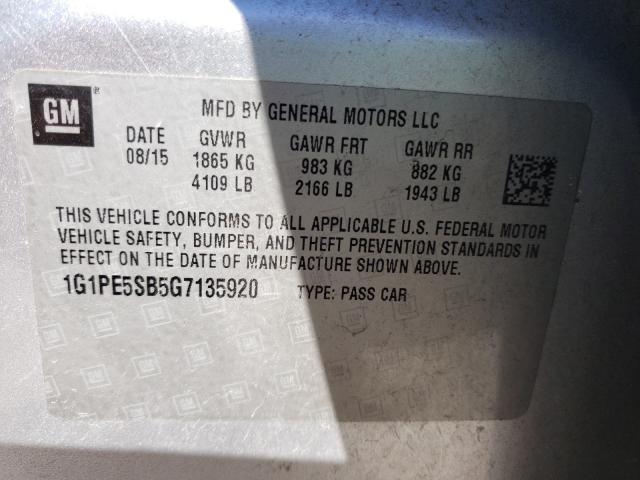 GM ®
MFD BY GENERAL MOTORS LLC
DATE GVWR GAWR FRT GAWR RR
08/15 1865 KG 983 KG 882 KG
4109 LB 2166 LB 1943 LB
THIS VEHICLE CONFORMS TO ALL APPLICABLE U.S. FEDERAL MOTOR
VEHICLE SAFETY, BUMPER, AND THEFT PREVENTION STANDARDS IN
EFFECT ON THE DATE OF MANUFACTURE SHOWN ABOVE.
1G1PE5SB5G7135920 TYPE: PASS CAR